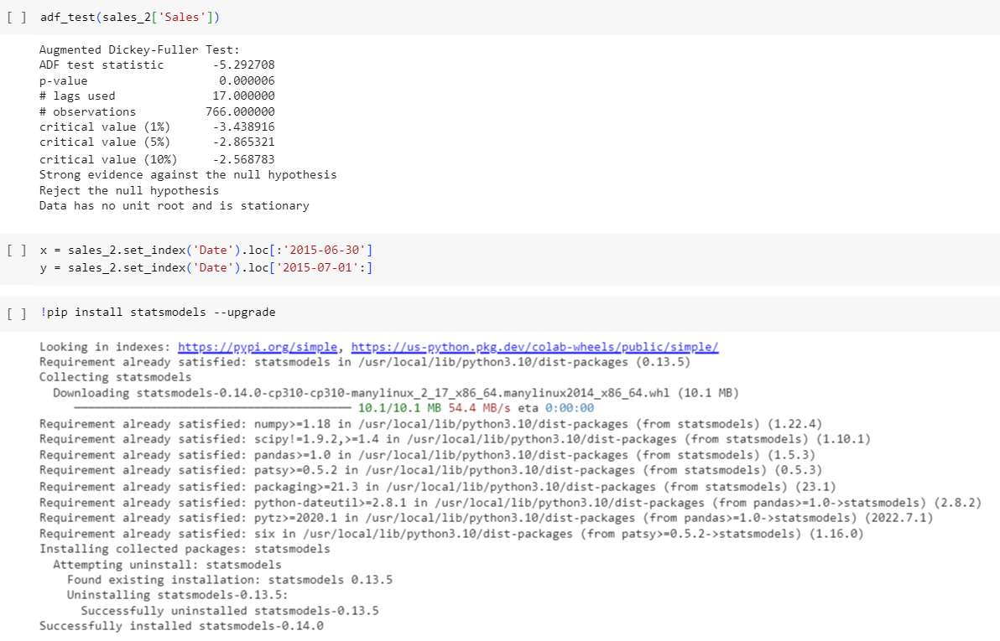 [ ] adf_test(sales_2['Sales'])
Augmented Dickey-Fuller Test:
ADF test statistic       -5.292708
p-value                   0.000006
# lags used              17.000000
# observations          766.000000
critical value (1%)      -3.438916
critical value (5%)      -2.865321
critical value (10%)     -2.568783
Strong evidence against the null hypothesis
Reject the null hypothesis
Data has no unit root and is stationary
[ ] x = sales_2.set_index('Date').loc[:'2015-06-30']
y = sales_2.set_index('Date').loc['2015-07-01':]
[ ] !pip install statsmodels --upgrade
Looking in indexes: https://pypi.org/simple, https://us-python.pkg.dev/colab-wheels/public/simple/
Requirement already satisfied: statsmodels in /usr/local/lib/python3.10/dist-packages (0.13.5)
Collecting statsmodels
Downloading statsmodels-0.14.0-cp310-cp310-manylinux_2_17_x86_64.manylinux2014_x86_64.whl (10.1 MB)
10.1/10.1 MB 54.4 MB/s eta 0:00:00
Requirement already satisfied: numpy>=1.18 in /usr/local/lib/python3.10/dist-packages (from statsmodels) (1.22.4)
Requirement already satisfied: scipy!=1.9.2,>=1.4 in /usr/local/lib/python3.10/dist-packages (from statsmodels) (1.10.1)
Requirement already satisfied: pandas>=1.0 in /usr/local/lib/python3.10/dist-packages (from statsmodels) (1.5.3)
Requirement already satisfied: patsy>=0.5.2 in /usr/local/lib/python3.10/dist-packages (from statsmodels) (0.5.3)
Requirement already satisfied: packaging>=21.3 in /usr/local/lib/python3.10/dist-packages (from statsmodels) (23.1)
Requirement already satisfied: python-dateutil>=2.8.1 in /usr/local/lib/python3.10/dist-packages (from pandas>=1.0->statsmodels) (2.8.2)
Requirement already satisfied: pytz>=2020.1 in /usr/local/lib/python3.10/dist-packages (from pandas>=1.0->statsmodels) (2022.7.1)
Requirement already satisfied: six in /usr/local/lib/python3.10/dist-packages (from patsy>=0.5.2->statsmodels) (1.16.0)
Installing collected packages: statsmodels
Attempting uninstall: statsmodels
Found existing installation: statsmodels 0.13.5
Uninstalling statsmodels-0.13.5:
Successfully uninstalled statsmodels-0.13.5
Successfully installed statsmodels-0.14.0